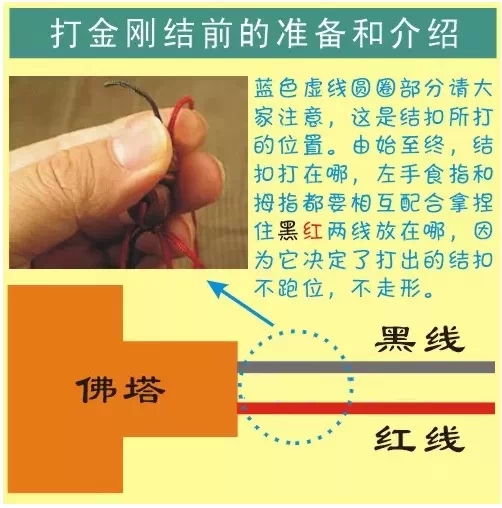 打金刚结前的准备和介绍
蓝色虚线圆圈部分请大
家注意，这是结扣所打
的位置。由始至终，结
扣打在哪，左手食指和
拇指都要相互配合拿捏
住黑红两线放在哪，因
为它决定了打出的结扣
不跑位，不走形。
黑线
佛塔
红线